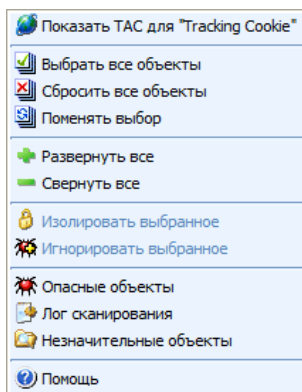 Показать TAC для "Tracking Cookie"
Выбрать все объекты
Сбросить все объекты
Поменять выбор
Развернуть все
Свернуть все
Изолировать выбранное
Игнорировать выбранное
Опасные объекты
Лог сканирования
Незначительные объекты
Помощь